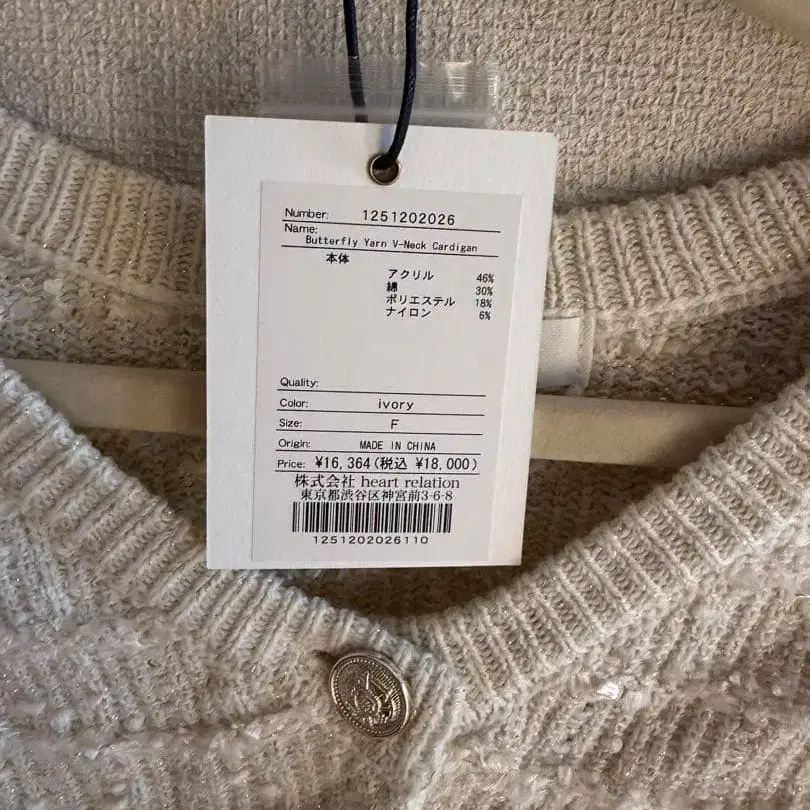 Number: 1251202026
Name:
Butterfly Yarn V-Neck Cardigan
本体
アクリル 46%
綿 30%
ポリエステル 18%
ナイロン 6%
Quality:
Color: ivory
Size: F
Origin: MADE IN CHINA
Price: ¥16,364(税込 ¥18,000)
株式会社 heart relation
東京都渋谷区神宮前3-6-8
1251202026110